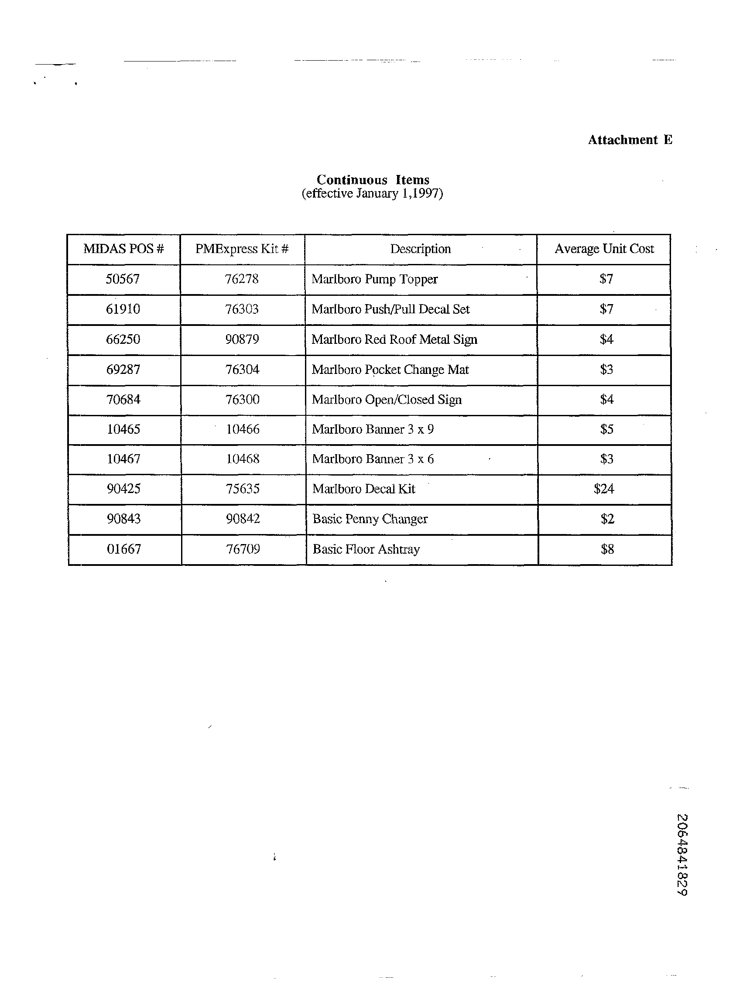 Attachment E
Continuous Items
(effective January 1,1997)
MIDAS POS # PMExpress Kit # Description Average Unit Cost
50567 76278 Marlboro Pump Topper $7
61910 76303 Marlboro Push/Pull Decal Set $7
66250 90879 Marlboro Red Roof Metal Sign $4
69287 76304 Marlboro Pocket Change Mat $3
70684 76300 Marlboro Open/Closed Sign $4
10465 10466 Marlboro Banner 3 x 9 $5
10467 10468 Marlboro Banner 3 x 6 $3
90425 75635 Marlboro Decal Kit $24
90843 90842 Basic Penny Changer $2
01667 76709 Basic Floor Ashtray $8
2064841829